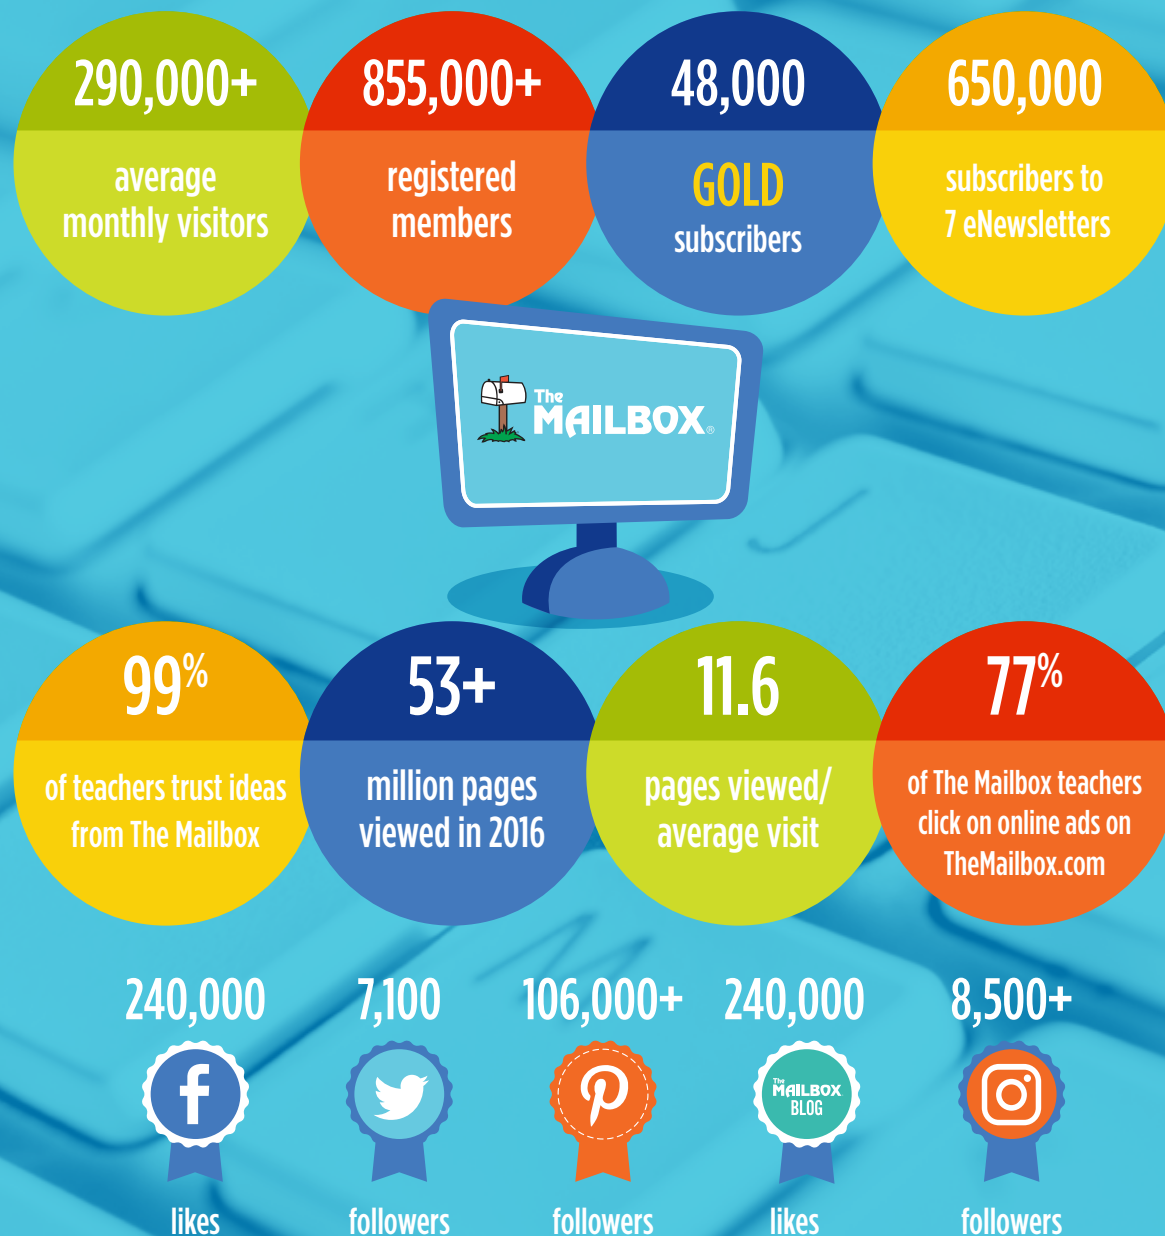 290,000+
average
monthly visitors
855,000+
registered
members
48,000
GOLD
subscribers
650,000
subscribers to
7 eNewsletters
The
MAILBOX®
99%
of teachers trust ideas
from The Mailbox
53+
million pages
viewed in 2016
11.6
pages viewed/
average visit
77%
of The Mailbox teachers
click on online ads on
TheMailbox.com
240,000
likes
7,100
followers
106,000+
followers
240,000
The
MAILBOX
BLOG
likes
8,500+
followers